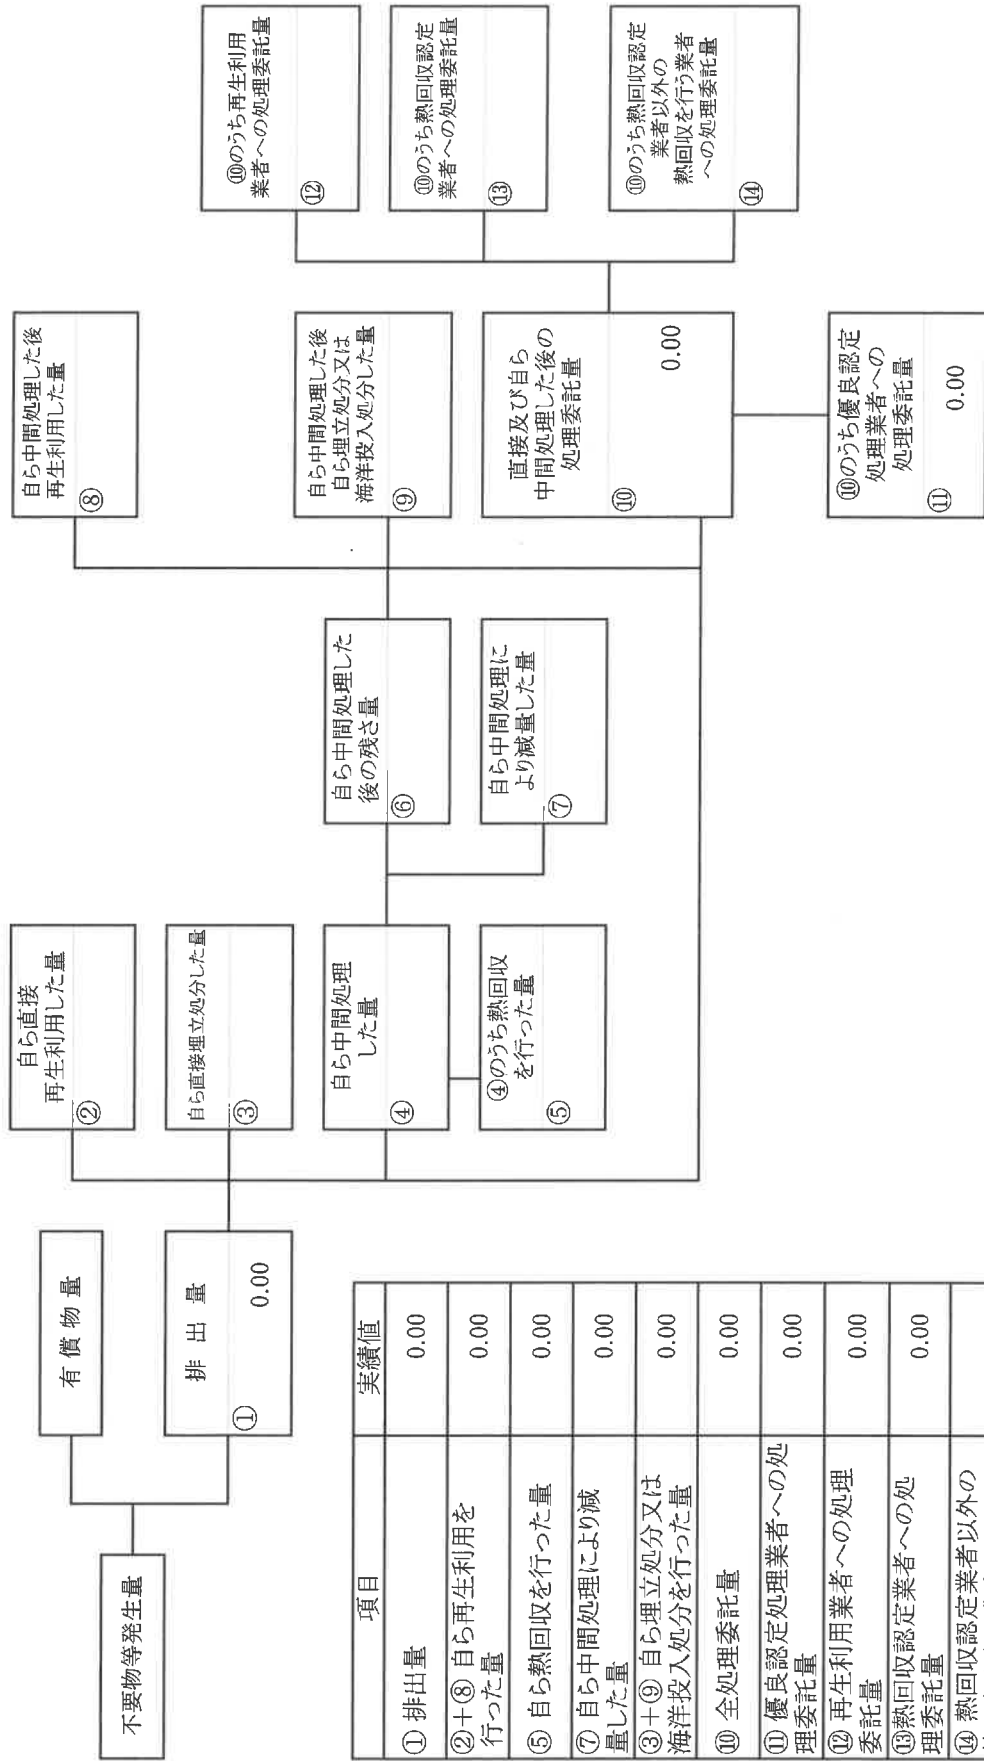 不要物等発生量
有償物量
排出量
①
0.00
自ら直接
再生利用した量
②
自ら直接埋立処分した量
③
自ら中間処理
した量
④
④のうち熱回収
を行った量
⑤
自ら中間処理した
後の残さ量
⑥
自ら中間処理に
より減量した量
⑦
自ら中間処理した後
再生利用した量
⑧
自ら中間処理した後
自ら埋立処分又は
海洋投入処分した量
⑨
直接及び自ら
中間処理した後の
処理委託量
⑩
0.00
⑩のうち優良認定
処理業者への
処理委託量
⑪
0.00
⑩のうち再生利用
業者への処理委託量
⑫
⑩のうち熱回収認定
業者への処理委託量
⑬
⑩のうち熱回収認定
業者以外の
熱回収を行う業者
への処理委託量
⑭
項目 実績値
①排出量 0.00
②+⑧ 自ら再生利用を
行った量 0.00
⑤ 自ら熱回収を行った量 0.00
⑦ 自ら中間処理により減
量した量 0.00
③+⑨ 自ら埋立処分又は
海洋投入処分を行った量 0.00
⑩ 全処理委託量 0.00
⑪ 優良認定処理業者への処
理委託量 0.00
⑫ 再生利用業者への処理
委託量 0.00
⑬熱回収認定業者への処
理委託量 0.00
⑭ 熱回収認定業者以外の